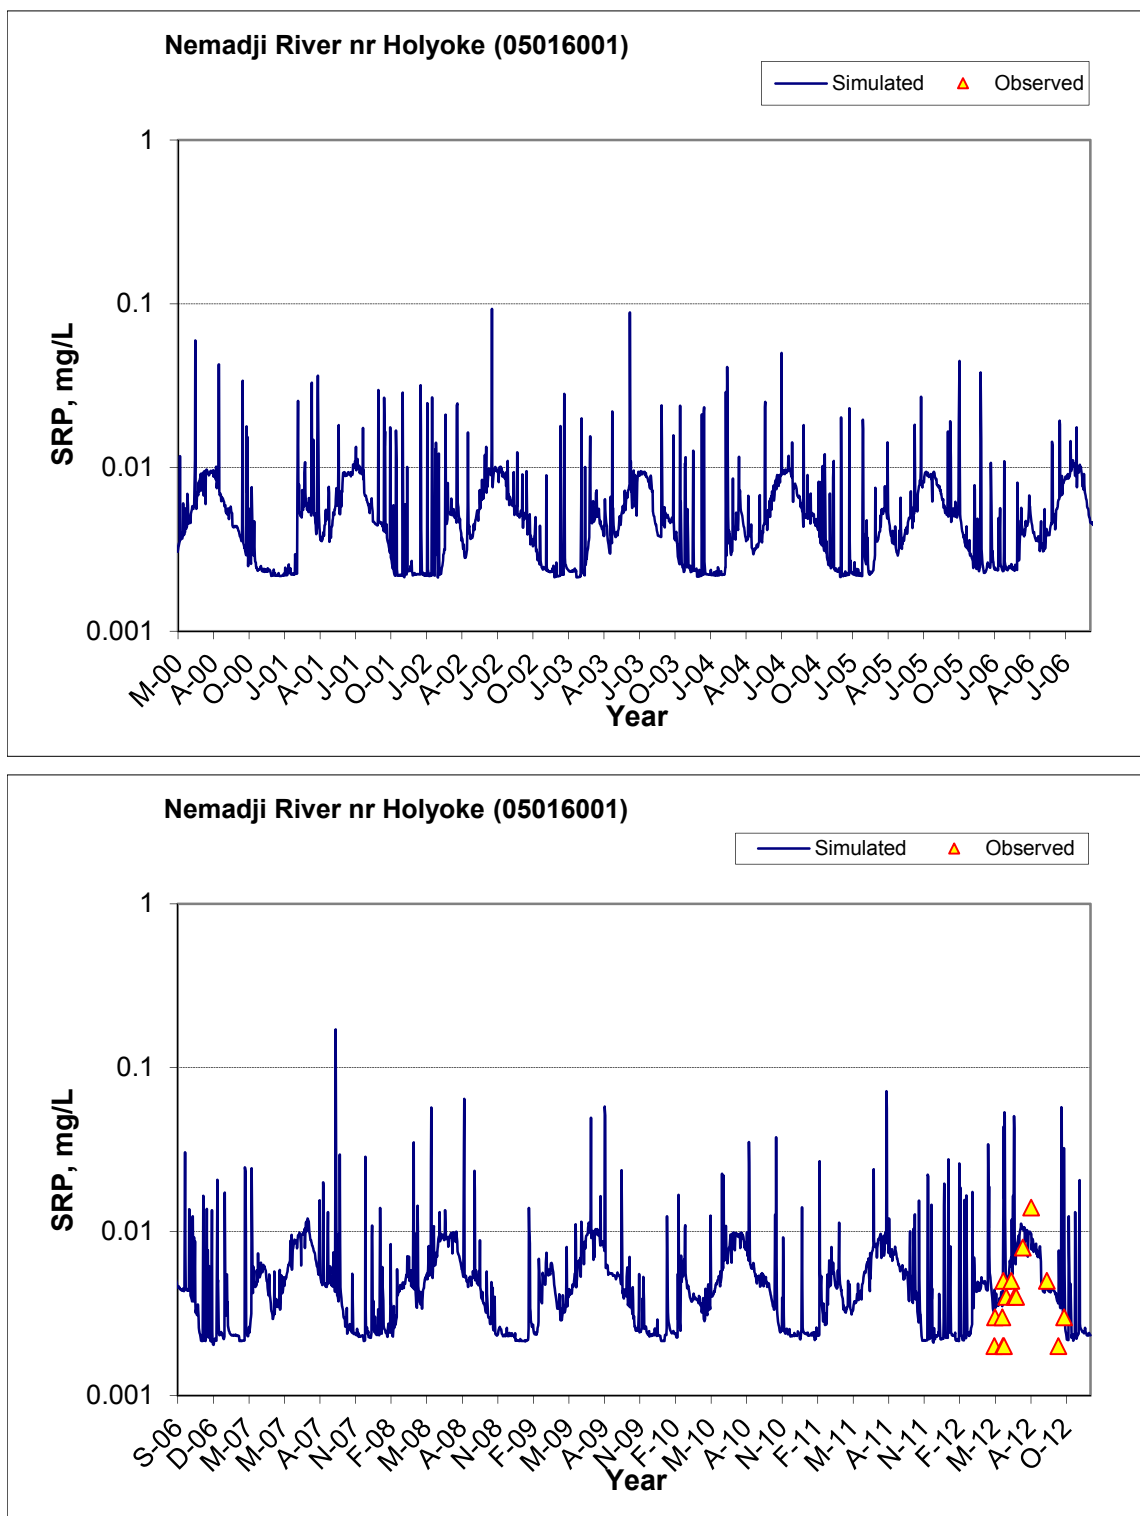 Nemadji River nr Holyoke (05016001)
Simulated Observed
1
0.1
0.01
0.001
SRP, mg/L
M-00 A-00 O-00 J-01 A-01 J-01 O-01 J-02 A-02 J-02 O-02 J-03 A-03 J-03 O-03 J-04 A-04 J-04 O-04 J-05 A-05 J-05 O-05 J-06 A-06 J-06
Year
Nemadji River nr Holyoke (05016001)
Simulated Observed
1
0.1
0.01
0.001
SRP, mg/L
S-06 D-06 M-07 M-07 A-07 N-07 F-08 M-08 A-08 N-08 F-09 M-09 A-09 N-09 F-10 M-10 A-10 N-10 F-11 M-11 A-11 N-11 F-12 M-12 A-12 O-12
Year